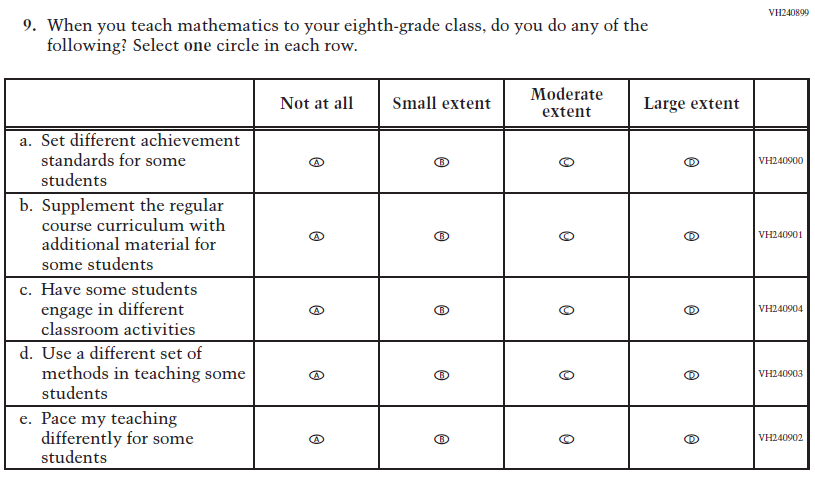 VH240899
9. When you teach mathematics to your eighth-grade class, do you do any of the
following? Select one circle in each row.
Not at all Small extent Moderate extent Large extent
a. Set different achievement
standards for some
students
A B C D VH240900
b. Supplement the regular
course curriculum with
additional material for
some students
A B C D VH240901
c. Have some students
engage in different
classroom activities
A B C D VH240904
d. Use a different set of
methods in teaching some
students
A B C D VH240903
e. Pace my teaching
differently for some
students
A B C D VH240902